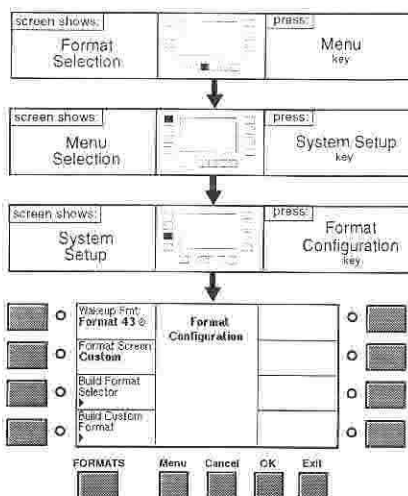 screen shows:
Format
Selection
press:
Menu
key
screen shows:
Menu
Selection
press:
System Setup
key
screen shows:
System
Setup
press:
Format
Configuration
key
Wakeup Fmt:
Format 43
Format
Configuration
Format Screen
Custom
Build Format
Selector
Build Custom
Format
FORMATS Menu Cancel OK Exit